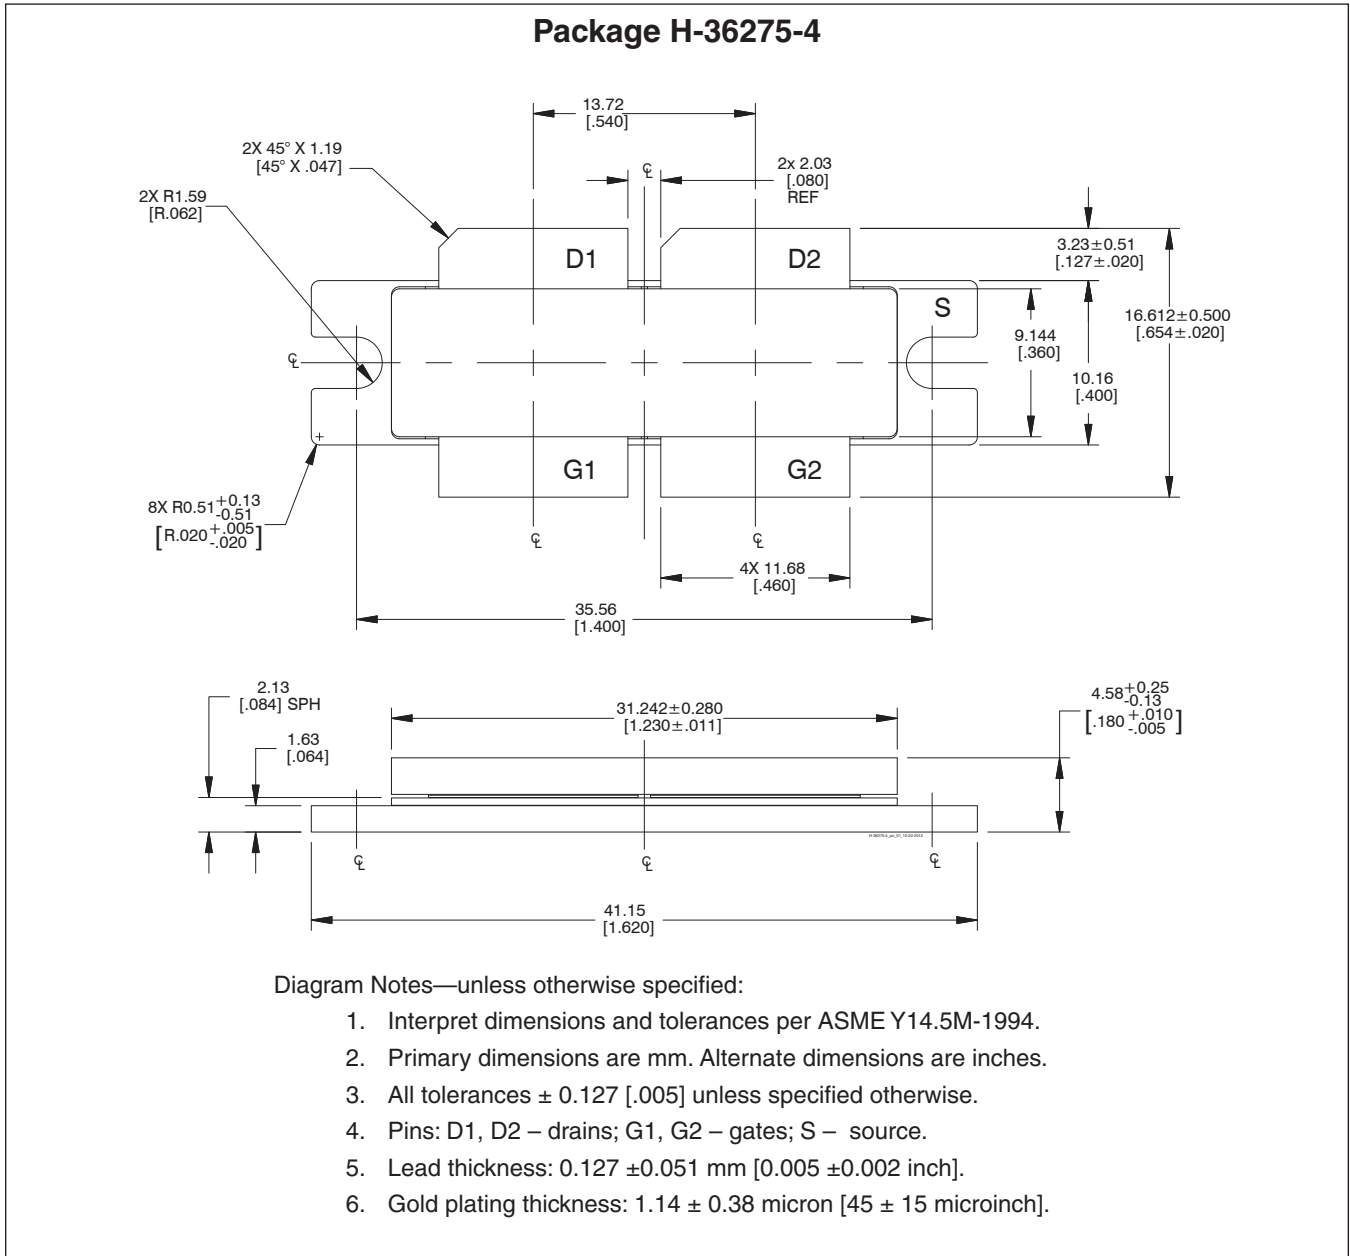 Package H-36275-4
13.72
[.540]
2X 45° X 1.19
[45° X .047]
℄
2x 2.03
[.080]
REF
2X R1.59
[R.062]
D1
D2
3.23±0.51
[.127±.020]
S
16.612±0.500
[.654±.020]
9.144
[.360]
℄
10.16
[.400]
G1
G2
8X R0.51+0.13
-0.51
[R.020+.005
-.020]
℄
℄
4X 11.68
[.460]
35.56
[1.400]
2.13
[.084] SPH
31.242±0.280
[1.230±.011]
4.58+0.25
-0.13
[.180+.010
-.005]
1.63
[.064]
℄
℄
℄
41.15
[1.620]
Diagram Notes—unless otherwise specified:
1. Interpret dimensions and tolerances per ASME Y14.5M-1994.
2. Primary dimensions are mm. Alternate dimensions are inches.
3. All tolerances ± 0.127 [.005] unless specified otherwise.
4. Pins: D1, D2 – drains; G1, G2 – gates; S – source.
5. Lead thickness: 0.127 ±0.051 mm [0.005 ±0.002 inch].
6. Gold plating thickness: 1.14 ± 0.38 micron [45 ± 15 microinch].